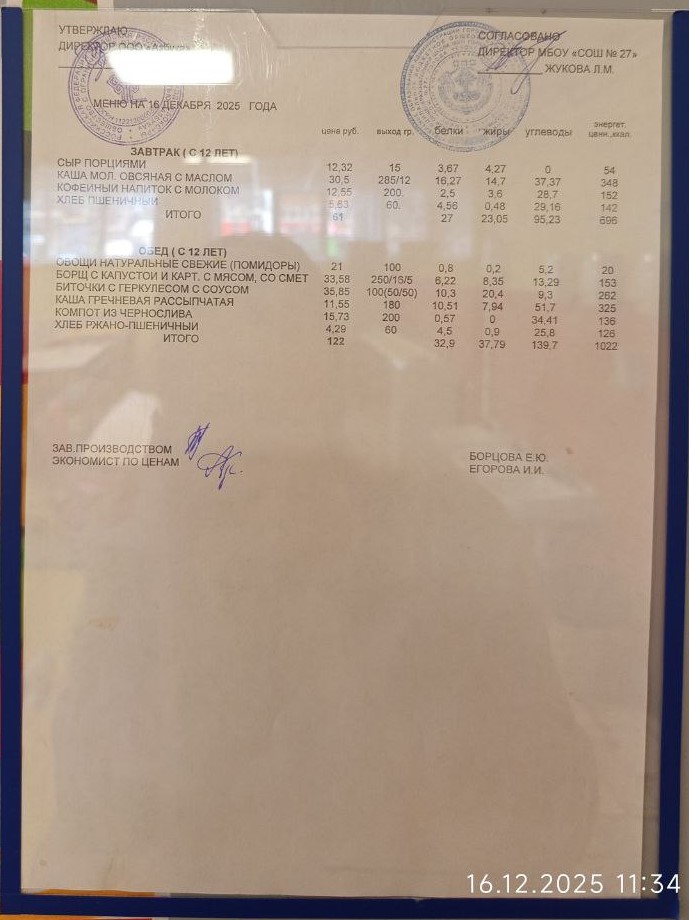 УТВЕРЖДАЮ
ДИРЕКТОР ООО
СОГЛАСОВАНО
ДИРЕКТОР МБОУ «СОШ № 27»
ЖУКОВА Л.М.
МЕНЮ НА 16 ДЕКАБРЯ 2025 ГОДА
цена руб. выход гр. белки жиры углеводы энергет. ценн.,ккал.
ЗАВТРАК ( С 12 ЛЕТ)
СЫР ПОРЦИЯМИ 12,32 15 3,67 4,27 0 54
КАША МОЛ. ОВСЯНАЯ С МАСЛОМ 30,5 285/12 16,27 14,7 37,37 348
КОФЕЙНЫЙ НАПИТОК С МОЛОКОМ 12,55 200. 2,5 3,6 28,7 152
ХЛЕБ ПШЕНИЧНЫЙ 5,63 60. 4,56 0,48 29,16 142
ИТОГО 61 27 23,05 95,23 696
ОБЕД ( С 12 ЛЕТ)
ОВОЩИ НАТУРАЛЬНЫЕ СВЕЖИЕ (ПОМИДОРЫ) 21 100 0,8 0,2 5,2 20
БОРЩ С КАПУСТОЙ И КАРТ. С МЯСОМ, СО СМЕТ 33,58 250/15/5 6,22 8,35 13,29 153
БИТОЧКИ С ГЕРКУЛЕСОМ С СОУСОМ 35,85 100(50/50) 10,3 20,4 9,3 262
КАША ГРЕЧНЕВАЯ РАССЫПЧАТАЯ 11,55 180 10,51 7,94 51,7 325
КОМПОТ ИЗ ЧЕРНОСЛИВА 15,73 200 0,57 0 34,41 136
ХЛЕБ РЖАНО-ПШЕНИЧНЫЙ 4,29 60 4,5 0,9 25,8 126
ИТОГО 122 32,9 37,79 139,7 1022
ЗАВ.ПРОИЗВОДСТВОМ БОРЦОВА Е.Ю.
ЭКОНОМИСТ ПО ЦЕНАМ ЕГОРОВА И.И.
16.12.2025 11:34